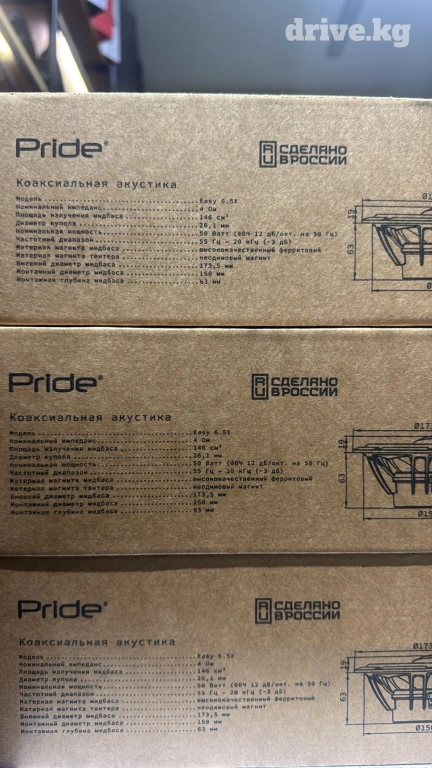 drive.kg
Pride®
СДЕЛАНО
В РОССИИ
Коаксиальная акустика
Модель Easy 6.5X
Номинальный импеданс 4 Ом
Площадь излучения мидбаса 146 см²
Диаметр купола 26,1 мм
Номинальная мощность 50 Ватт (ФВЧ 12 дБ/окт. на 50 Гц)
Частотный диапазон 55 Гц - 20 кГц (-3 дБ)
Материал магнита мидбаса высококачественный ферритовый
Материал магнита твитера неодимовый магнит
Внешний диаметр мидбаса 173,5 мм
Монтажный диаметр мидбаса 150 мм
Монтажная глубина мидбаса 63 мм
19
63
Pride®
СДЕЛАНО
В РОССИИ
Коаксиальная акустика
Модель Easy 6.5X
Номинальный импеданс 4 Ом
Площадь излучения мидбаса 146 см²
Диаметр купола 26,1 мм
Номинальная мощность 50 Ватт (ФВЧ 12 дБ/окт. на 50 Гц)
Частотный диапазон 55 Гц - 20 кГц (-3 дБ)
Материал магнита мидбаса высококачественный ферритовый
Материал магнита твитера неодимовый магнит
Внешний диаметр мидбаса 173,5 мм
Монтажный диаметр мидбаса 150 мм
Монтажная глубина мидбаса 63 мм
Ø173
19
63
Pride®
СДЕЛАНО
В РОССИИ
Коаксиальная акустика
Модель Easy 6.5X
Номинальный импеданс 4 Ом
Площадь излучения мидбаса 146 см²
Диаметр купола 26,1 мм
Номинальная мощность 50 Ватт (ФВЧ 12 дБ/окт. на 50 Гц)
Частотный диапазон 55 Гц - 20 кГц (-3 дБ)
Материал магнита мидбаса высококачественный ферритовый
Материал магнита твитера неодимовый магнит
Внешний диаметр мидбаса 173,5 мм
Монтажный диаметр мидбаса 150 мм
Монтажная глубина мидбаса 63 мм
Ø173
19
63
Ø150